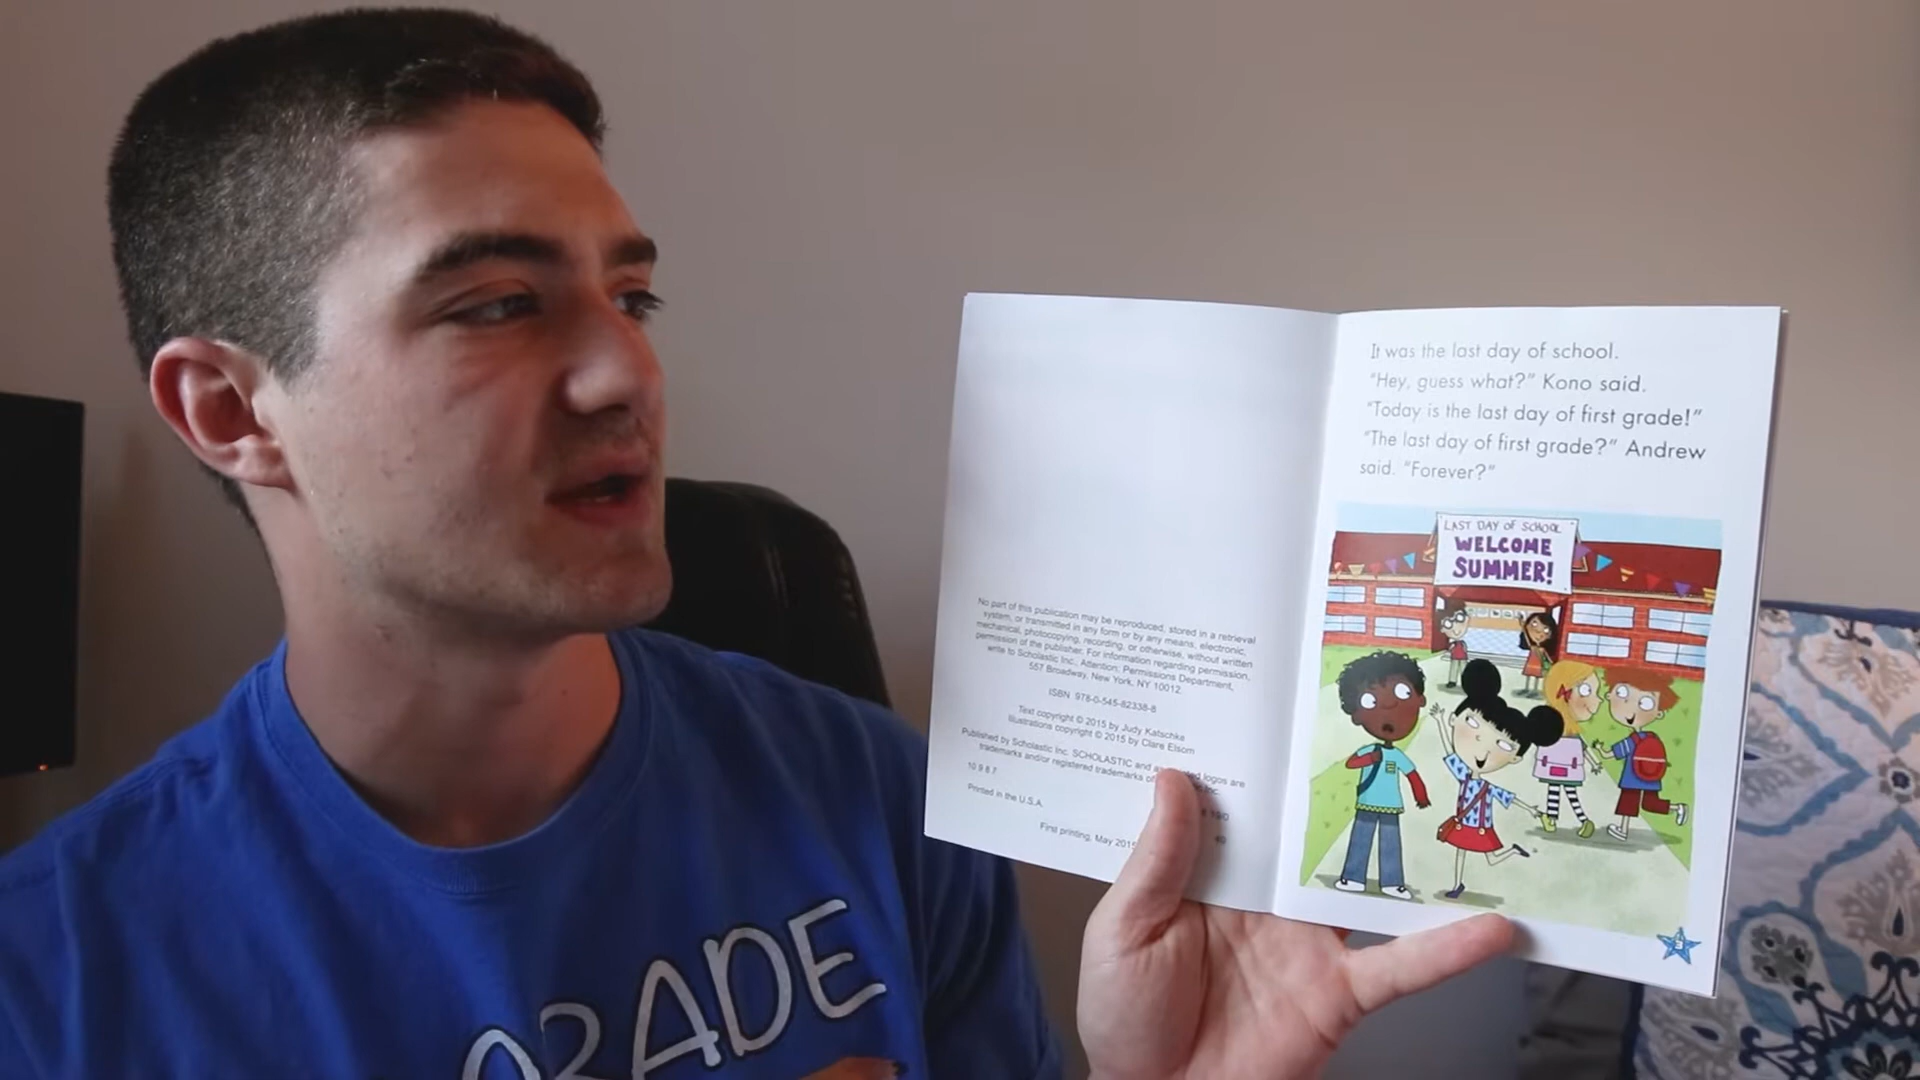 No part of this publication may be reproduced, stored in a retrieval
system, or transmitted in any form or by any means, electronic,
mechanical, photocopying, recording, or otherwise, without written
permission of the publisher. For information regarding permission,
write to Scholastic Inc., Attention: Permissions Department,
557 Broadway, New York, NY 10012
ISBN 978-0-545-82338-8
Text copyright © 2015 by Judy Katschke
Illustrations copyright © 2015 by Clare Elsom
Published by Scholastic Inc. SCHOLASTIC and logos are
trademarks and/or registered trademarks of Inc.
10 9 8 7
Printed in the U.S.A.
40
First printing, May 2015
It was the last day of school.
"Hey, guess what?" Kono said.
"Today is the last day of first grade!"
"The last day of first grade?" Andrew
said. "Forever?"
LAST DAY OF SCHOOL
WELCOME
SUMMER!
3
GRADE